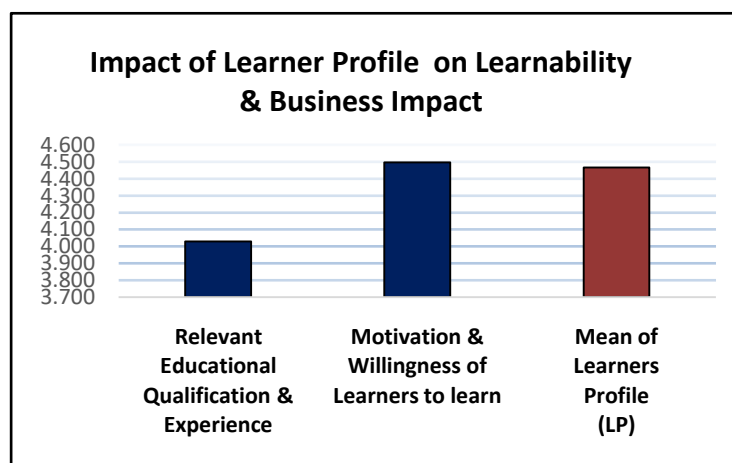 Impact of Learner Profile on Learnability
& Business Impact
4.600
4.500
4.400
4.300
4.200
4.100
4.000
3.900
3.800
3.700
Relevant
Educational
Qualification &
Experience
Motivation &
Willingness of
Learners to learn
Mean of
Learners
Profile
(LP)